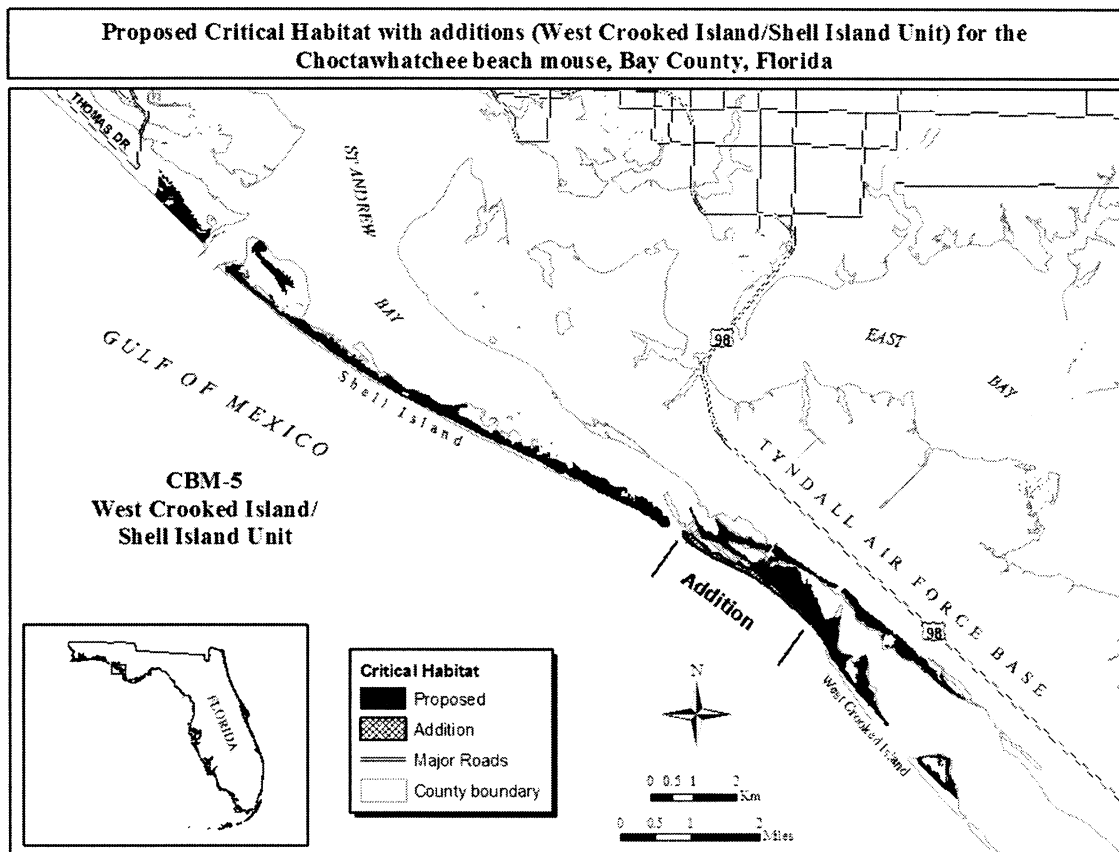 Proposed Critical Habitat with additions (West Crooked Island/Shell Island Unit) for the
Choctawhatchee beach mouse, Bay County, Florida
THOMAS DR
ST ANDREW
BAY
98
EAST
BAY
GULF OF MEXICO
Shell Island
TYNDALL AIR FORCE BASE
CBM-5
West Crooked Island/
Shell Island Unit
Addition
98
West Crooked Island
FLORIDA
Critical Habitat
Proposed
Addition
Major Roads
County boundary
N
0 0.5 1 2
Km
0 0.5 1 2
Miles